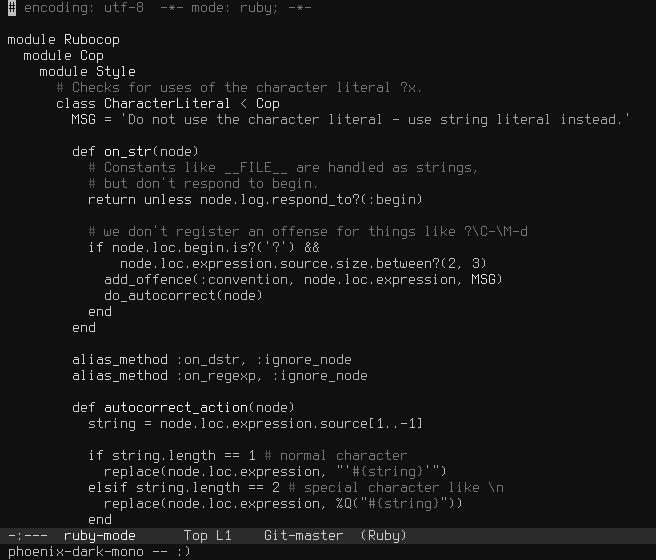 # encoding: utf-8  -*- mode: ruby; -*-

module Rubocop
  module Cop
    module Style
      # Checks for uses of the character literal ?x.
      class CharacterLiteral < Cop
        MSG = 'Do not use the character literal - use string literal instead.'

        def on_str(node)
          # Constants like __FILE__ are handled as strings,
          # but don't respond to begin.
          return unless node.log.respond_to?(:begin)

          # we don't register an offense for things like ?\C-\M-d
          if node.loc.begin.is?('?') &&
              node.loc.expression.source.size.between?(2, 3)
            add_offence(:convention, node.loc.expression, MSG)
            do_autocorrect(node)
          end
        end

        alias_method :on_dstr, :ignore_node
        alias_method :on_regexp, :ignore_node

        def autocorrect_action(node)
          string = node.loc.expression.source[1..-1]

          if string.length == 1 # normal character
            replace(node.loc.expression, "'#{string}'")
          elsif string.length == 2 # special character like \n
            replace(node.loc.expression, %Q("#{string}"))
          end
-:---  ruby-mode      Top L1    Git-master  (Ruby)
phoenix-dark-mono -- :)